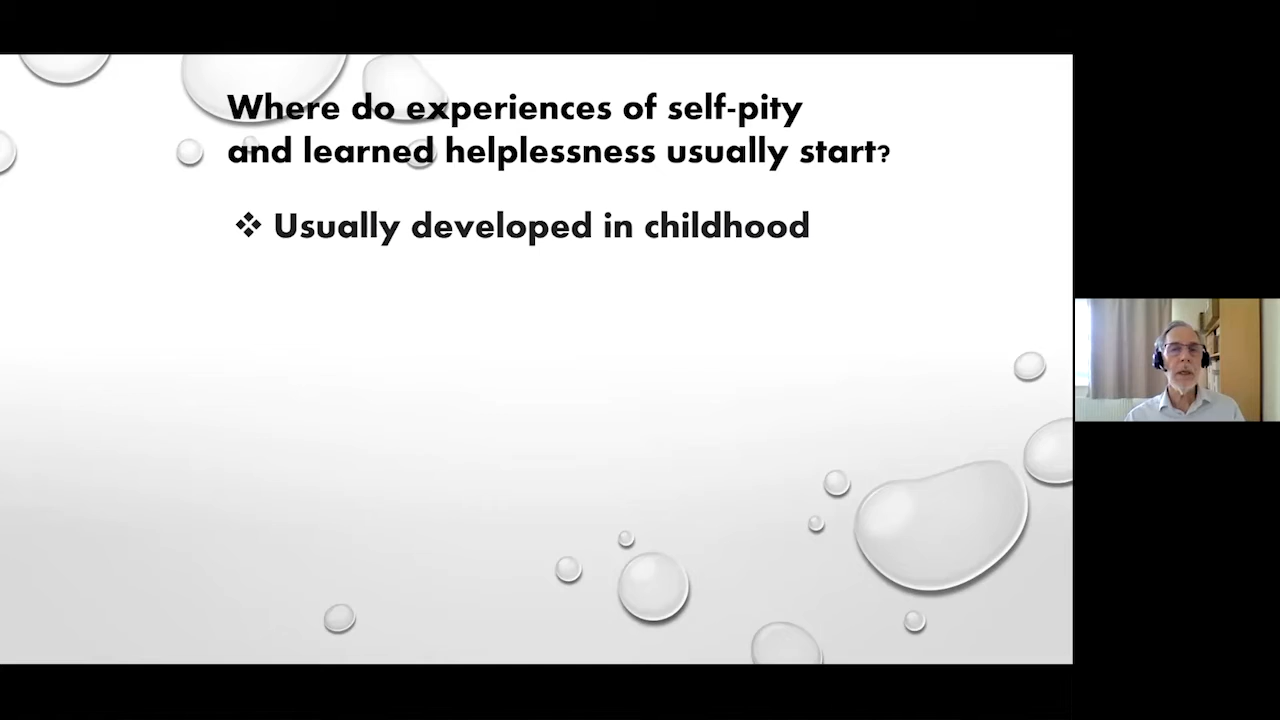 Where do experiences of self-pity
and learned helplessness usually start?
❖ Usually developed in childhood